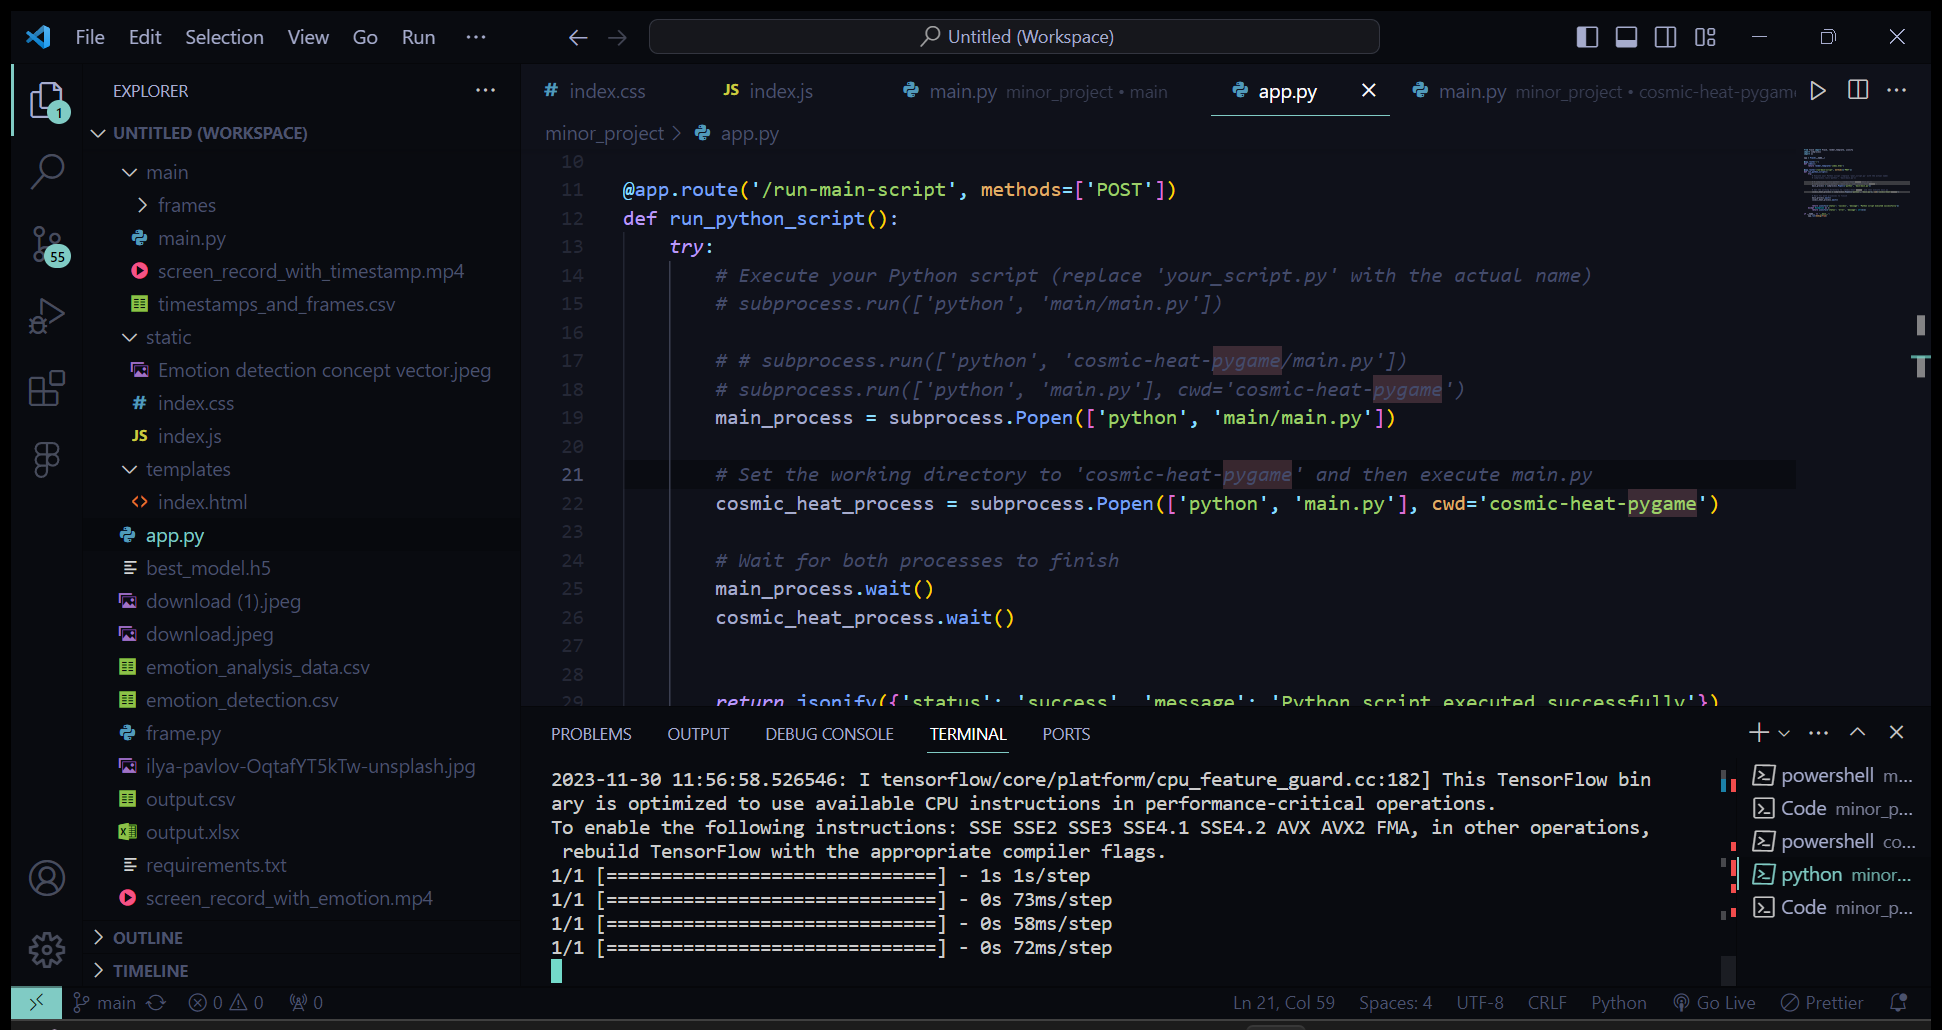 File Edit Selection View Go Run ··· Untitled (Workspace)
EXPLORER ···
1
55
UNTITLED (WORKSPACE)
main
frames
main.py
screen_record_with_timestamp.mp4
timestamps_and_frames.csv
static
Emotion detection concept vector.jpeg
# index.css
JS index.js
templates
<> index.html
app.py
best_model.h5
download (1).jpeg
download.jpeg
emotion_analysis_data.csv
emotion_detection.csv
frame.py
ilya-pavlov-OqtafYT5kTw-unsplash.jpg
output.csv
output.xlsx
requirements.txt
screen_record_with_emotion.mp4
OUTLINE
TIMELINE
# index.css JS index.js main.py minor_project • main app.py main.py minor_project • cosmic-heat-pygame
minor_project > app.py
10
11 @app.route('/run-main-script', methods=['POST'])
12 def run_python_script():
13 try:
14 # Execute your Python script (replace 'your_script.py' with the actual name)
15 # subprocess.run(['python', 'main/main.py'])
16
17 # # subprocess.run(['python', 'cosmic-heat-pygame/main.py'])
18 # subprocess.run(['python', 'main.py'], cwd='cosmic-heat-pygame')
19 main_process = subprocess.Popen(['python', 'main/main.py'])
20
21 # Set the working directory to 'cosmic-heat-pygame' and then execute main.py
22 cosmic_heat_process = subprocess.Popen(['python', 'main.py'], cwd='cosmic-heat-pygame')
23
24 # Wait for both processes to finish
25 main_process.wait()
26 cosmic_heat_process.wait()
27
28
29 return jsonify({'status': 'success', 'message': 'Python script executed successfully'})
PROBLEMS OUTPUT DEBUG CONSOLE TERMINAL PORTS
2023-11-30 11:56:58.526546: I tensorflow/core/platform/cpu_feature_guard.cc:182] This TensorFlow bin
ary is optimized to use available CPU instructions in performance-critical operations.
To enable the following instructions: SSE SSE2 SSE3 SSE4.1 SSE4.2 AVX AVX2 FMA, in other operations,
rebuild TensorFlow with the appropriate compiler flags.
1/1 [==============================] - 1s 1s/step
1/1 [==============================] - 0s 73ms/step
1/1 [==============================] - 0s 58ms/step
1/1 [==============================] - 0s 72ms/step
powershell m...
Code minor_p...
powershell co...
python minor...
Code minor_p...
main 0 0 0 Ln 21, Col 59 Spaces: 4 UTF-8 CRLF Python Go Live Prettier